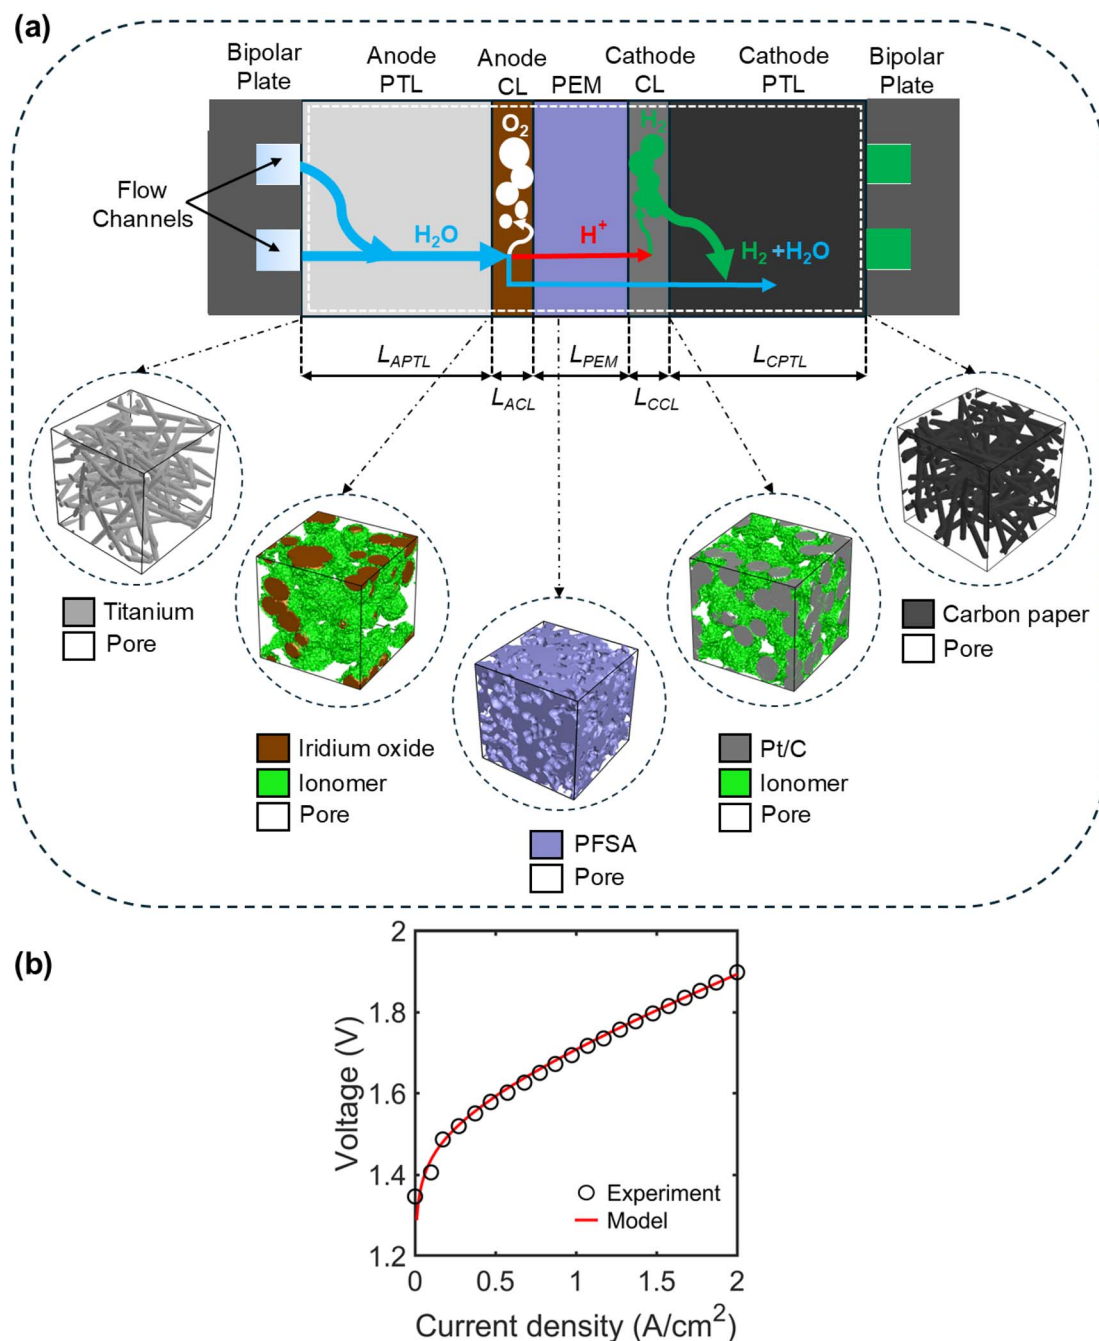 (a)
Bipolar
Plate
Anode
PTL
Anode
CL
PEM
Cathode
CL
Cathode
PTL
Bipolar
Plate
O2
H2
Flow
Channels
H2O
H+
H2 +H2O
LAPTL
LACL
LPEM
LCCL
LCPTL
Titanium
Pore
Iridium oxide
Ionomer
Pore
PFSA
Pore
Pt/C
Ionomer
Pore
Carbon paper
Pore
(b)
Voltage (V)
2
1.8
1.6
1.4
1.2
Experiment
Model
0 0.5 1 1.5 2
Current density (A/cm2)